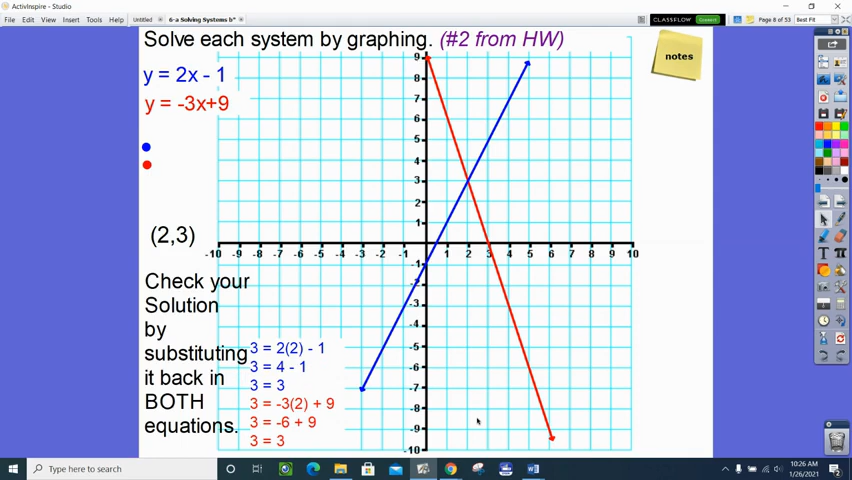 ActivInspire - Studio
File Edit View Insert Tools Help
Untitled
6-a Solving Systems b*
CLASSFLOW
Connect
Page 8 of 53
Best Fit
Solve each system by graphing. (#2 from HW)
notes
y = 2x - 1
y = -3x+9
(2,3)
Check your
Solution
by
substituting
it back in
BOTH
equations.
3 = 2(2) - 1
3 = 4 - 1
3 = 3
3 = -3(2) + 9
3 = -6 + 9
3 = 3
9
8
7
6
5
4
3
2
1
-10 -9 -8 -7 -6 -5 -4 -3 -2 -1 0 1 2 3 4 5 6 7 8 9 10
-1
-2
-3
-4
-5
-6
-7
-8
-9
-10
Type here to search
10:26 AM
1/26/2021